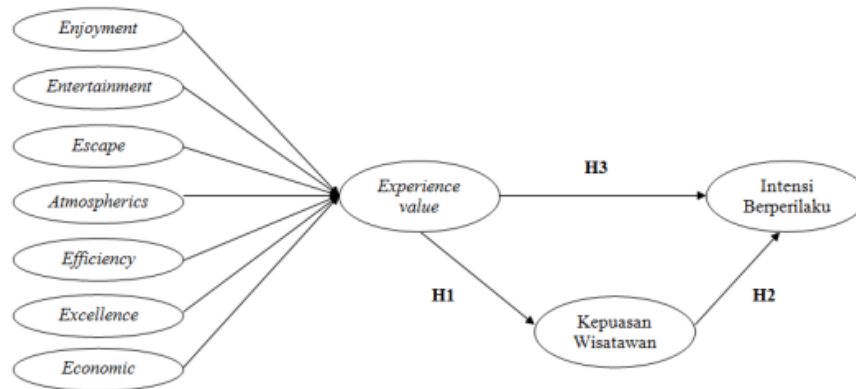 Enjoyment
Entertainment
Escape
Atmospherics
Efficiency
Excellence
Economic
Experience
value
H3
Intensi
Berperilaku
H1
H2
Kepuasan
Wisatawan